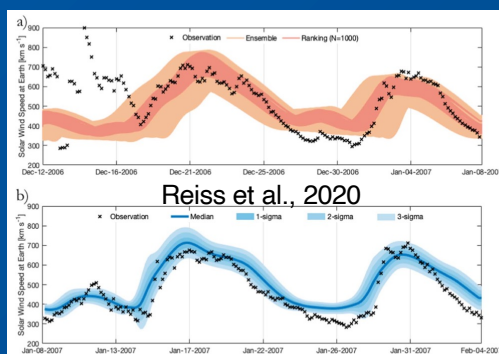 a)
× Observation Ensemble Ranking (N=1000)
Solar Wind Speed at Earth [km s⁻¹]
900
800
700
600
500
400
300
200
Dec-12-2006 Dec-16-2006 Dec-21-2006 Dec-25-2006 Dec-30-2006 Jan-04-2007 Jan-08-2007
Reiss et al., 2020
b)
× Observation Median 1-sigma 2-sigma 3-sigma
Solar Wind Speed at Earth [km s⁻¹]
900
800
700
600
500
400
300
200
Jan-08-2007 Jan-13-2007 Jan-17-2007 Jan-22-2007 Jan-26-2007 Jan-31-2007 Feb-04-2007